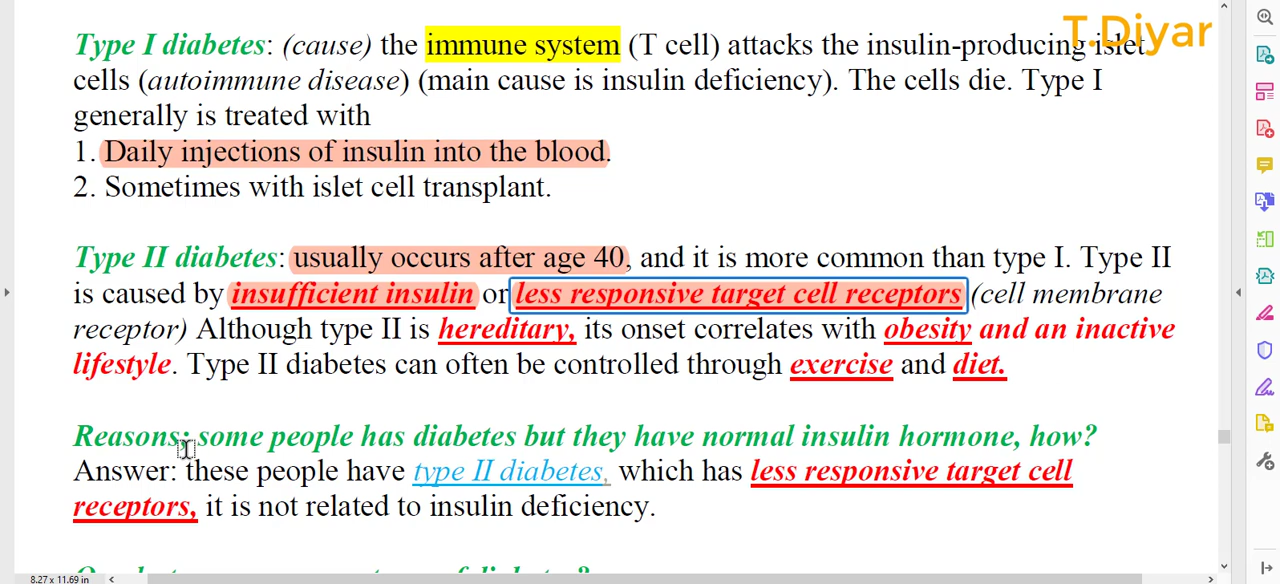 T.Diyar
Type I diabetes: (cause) the immune system (T cell) attacks the insulin-producing islet
cells (autoimmune disease) (main cause is insulin deficiency). The cells die. Type I
generally is treated with
1. Daily injections of insulin into the blood.
2. Sometimes with islet cell transplant.
Type II diabetes: usually occurs after age 40, and it is more common than type I. Type II
is caused by insufficient insulin or less responsive target cell receptors (cell membrane
receptor) Although type II is hereditary, its onset correlates with obesity and an inactive
lifestyle. Type II diabetes can often be controlled through exercise and diet.
Reasons; some people has diabetes but they have normal insulin hormone, how?
Answer: these people have type II diabetes, which has less responsive target cell
receptors, it is not related to insulin deficiency.
8.27 x 11.69 in